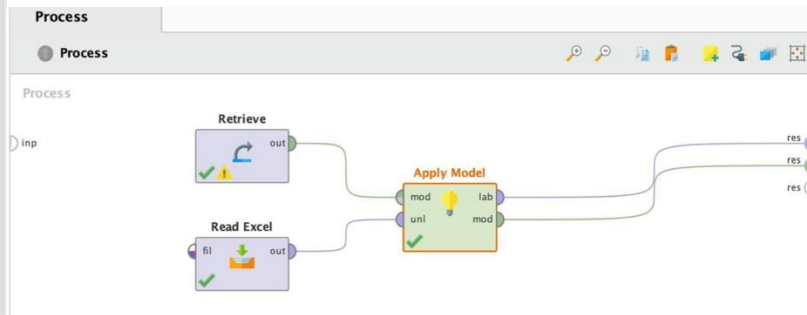 Process
Process
Process
inp
Retrieve
out
Read Excel
fil
out
Apply Model
mod
lab
unl
mod
res
res
res